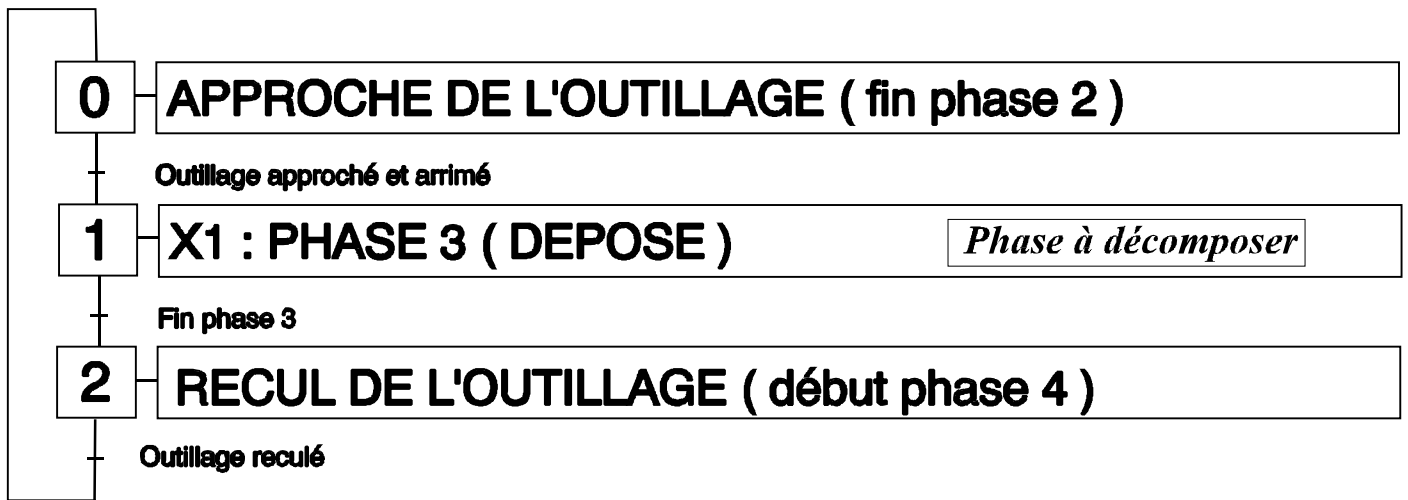 0 APPROCHE DE L'OUTILLAGE ( fin phase 2 )
Outillage approché et arrimé
1 X1 : PHASE 3 ( DEPOSE ) Phase à décomposer
Fin phase 3
2 RECUL DE L'OUTILLAGE ( début phase 4 )
Outillage reculé